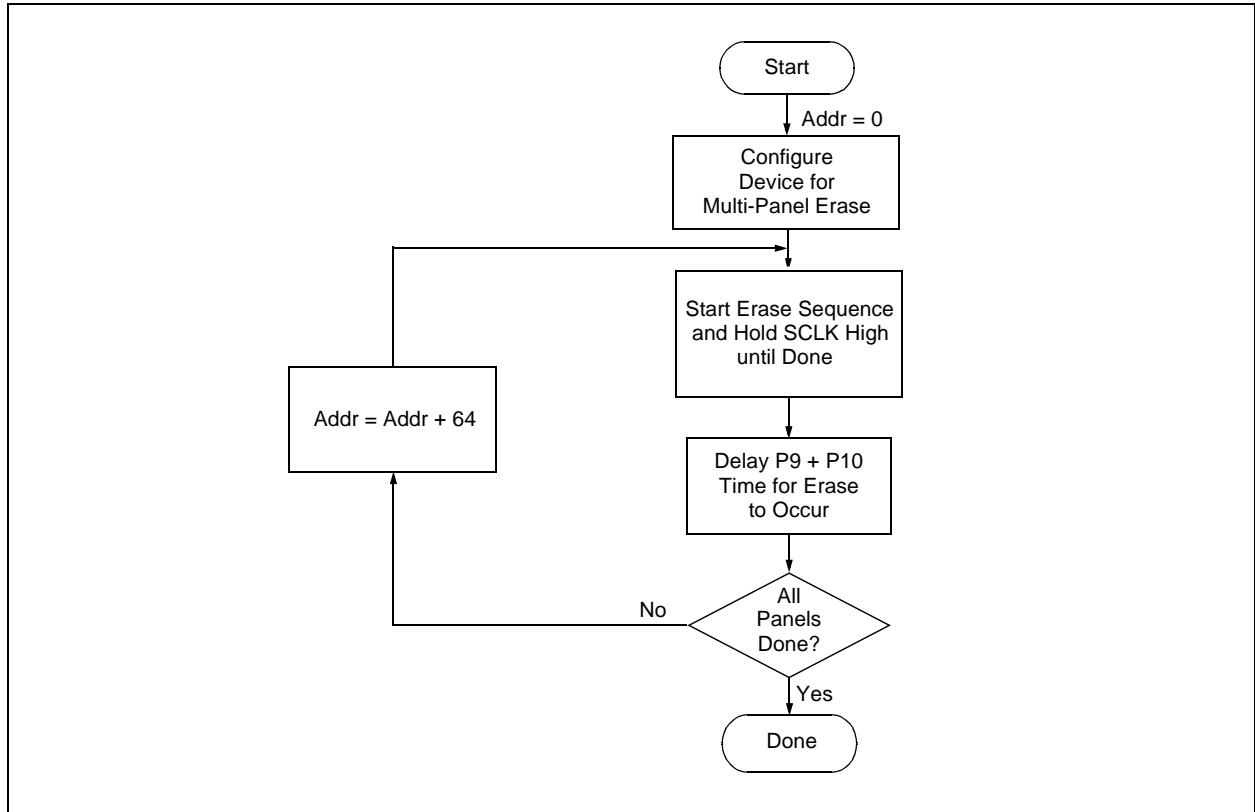 Start
Addr = 0
Configure
Device for
Multi-Panel Erase
Start Erase Sequence
and Hold SCLK High
until Done
Addr = Addr + 64
Delay P9 + P10
Time for Erase
to Occur
All
Panels
Done?
No
Yes
Done